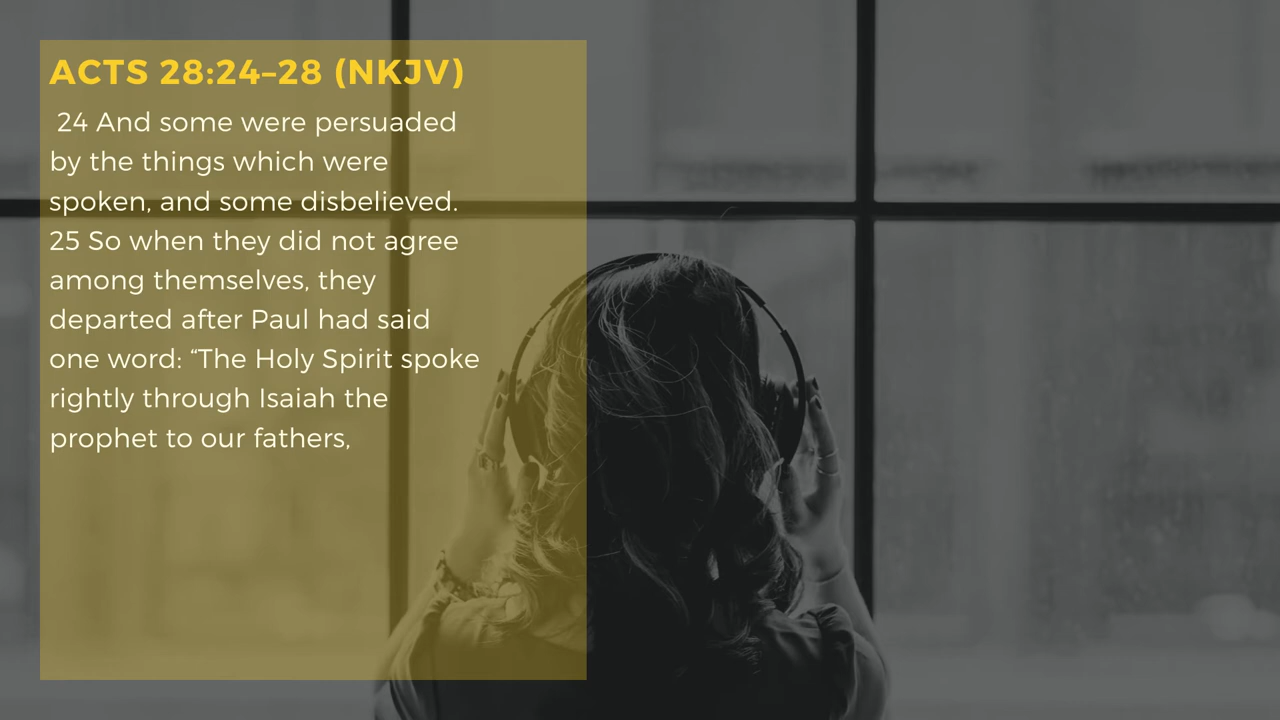 ACTS 28:24–28 (NKJV)
24 And some were persuaded
by the things which were
spoken, and some disbelieved.
25 So when they did not agree
among themselves, they
departed after Paul had said
one word: “The Holy Spirit spoke
rightly through Isaiah the
prophet to our fathers,